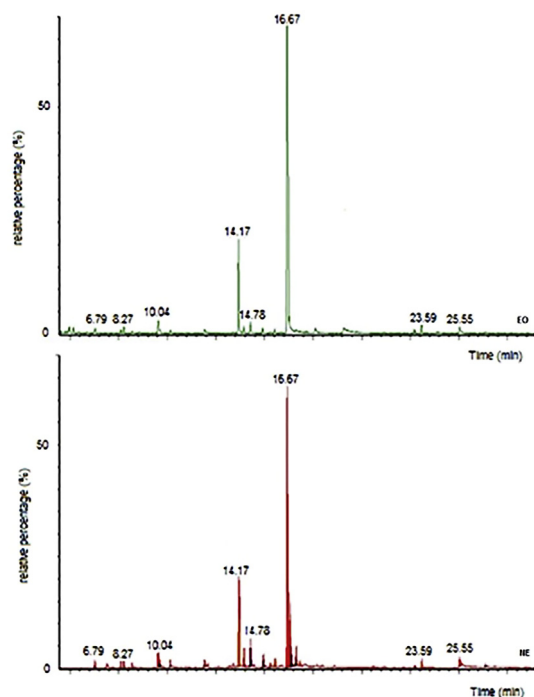 16.67
50
relative percentage (%)
14.17
6.79 8.27 10.04 14.78 23.59 25.55 EO
0
Time (min)
16.67
50
relative percentage (%)
14.17
6.79 8.27 10.04 14.78 23.59 25.55 NE
0
Time (min)